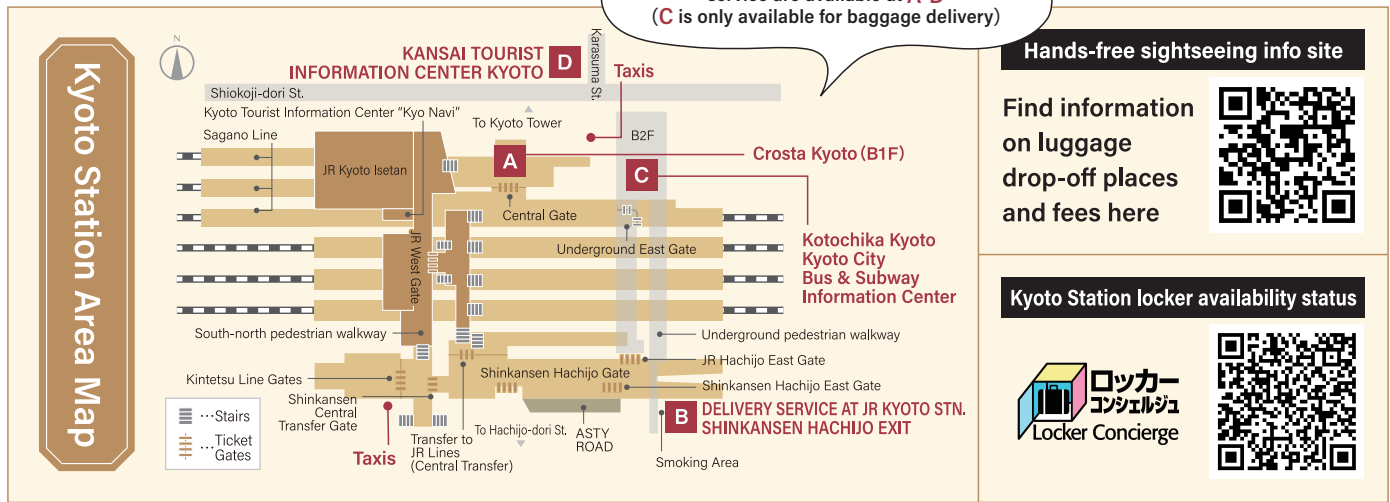 (C is only available for baggage delivery)
Kyoto Station Area Map
N
KANSAI TOURIST
INFORMATION CENTER KYOTO
D
Karasuma St.
Taxis
Shiokoji-dori St.
Kyoto Tourist Information Center “Kyo Navi”
To Kyoto Tower
B2F
Sagano Line
JR Kyoto Isetan
A
Crosta Kyoto (B1F)
C
Central Gate
Underground East Gate
JR West Gate
Kotochika Kyoto
Kyoto City
Bus & Subway
Information Center
South-north pedestrian walkway
Underground pedestrian walkway
JR Hachijo East Gate
Shinkansen Hachijo Gate
Kintetsu Line Gates
Shinkansen Hachijo East Gate
Shinkansen
Central
Transfer Gate
…Stairs
…Ticket
Gates
Taxis
Transfer to
JR Lines
(Central Transfer)
To Hachijo-dori St.
ASTY
ROAD
B
DELIVERY SERVICE AT JR KYOTO STN.
SHINKANSEN HACHIJO EXIT
Smoking Area
Hands-free sightseeing info site
Find information
on luggage
drop-off places
and fees here
Kyoto Station locker availability status
ロッカー
コンシェルジュ
Locker Concierge